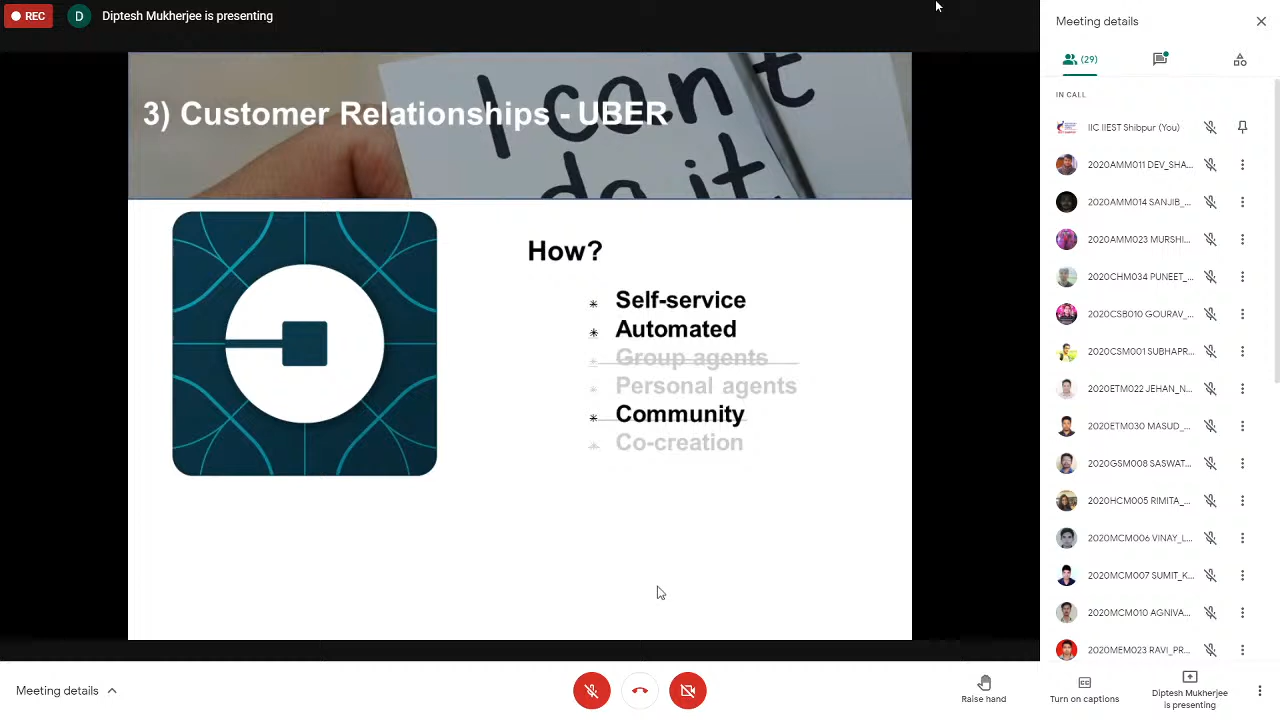 REC
D
Diptesh Mukherjee is presenting
I can't
do it.
3) Customer Relationships - UBER
How?
Self-service
Automated
Group agents
Personal agents
Community
Co-creation
Meeting details
(29)
IN CALL
IIC IIEST Shibpur (You)
2020AMM011 DEV_SHA...
2020AMM014 SANJIB_...
2020AMM023 MURSHI...
2020CHM034 PUNEET_...
2020CSB010 GOURAV_...
2020CSM001 SUBHAPR...
2020ETM022 JEHAN_N...
2020ETM030 MASUD_...
2020GSM008 SASWAT...
2020HCM005 RIMITA_...
2020MCM006 VINAY_L...
2020MCM007 SUMIT_K...
2020MCM010 AGNIVA...
2020MEM023 RAVI_PR...
Meeting details
Raise hand
Turn on captions
Diptesh Mukherjee
is presenting